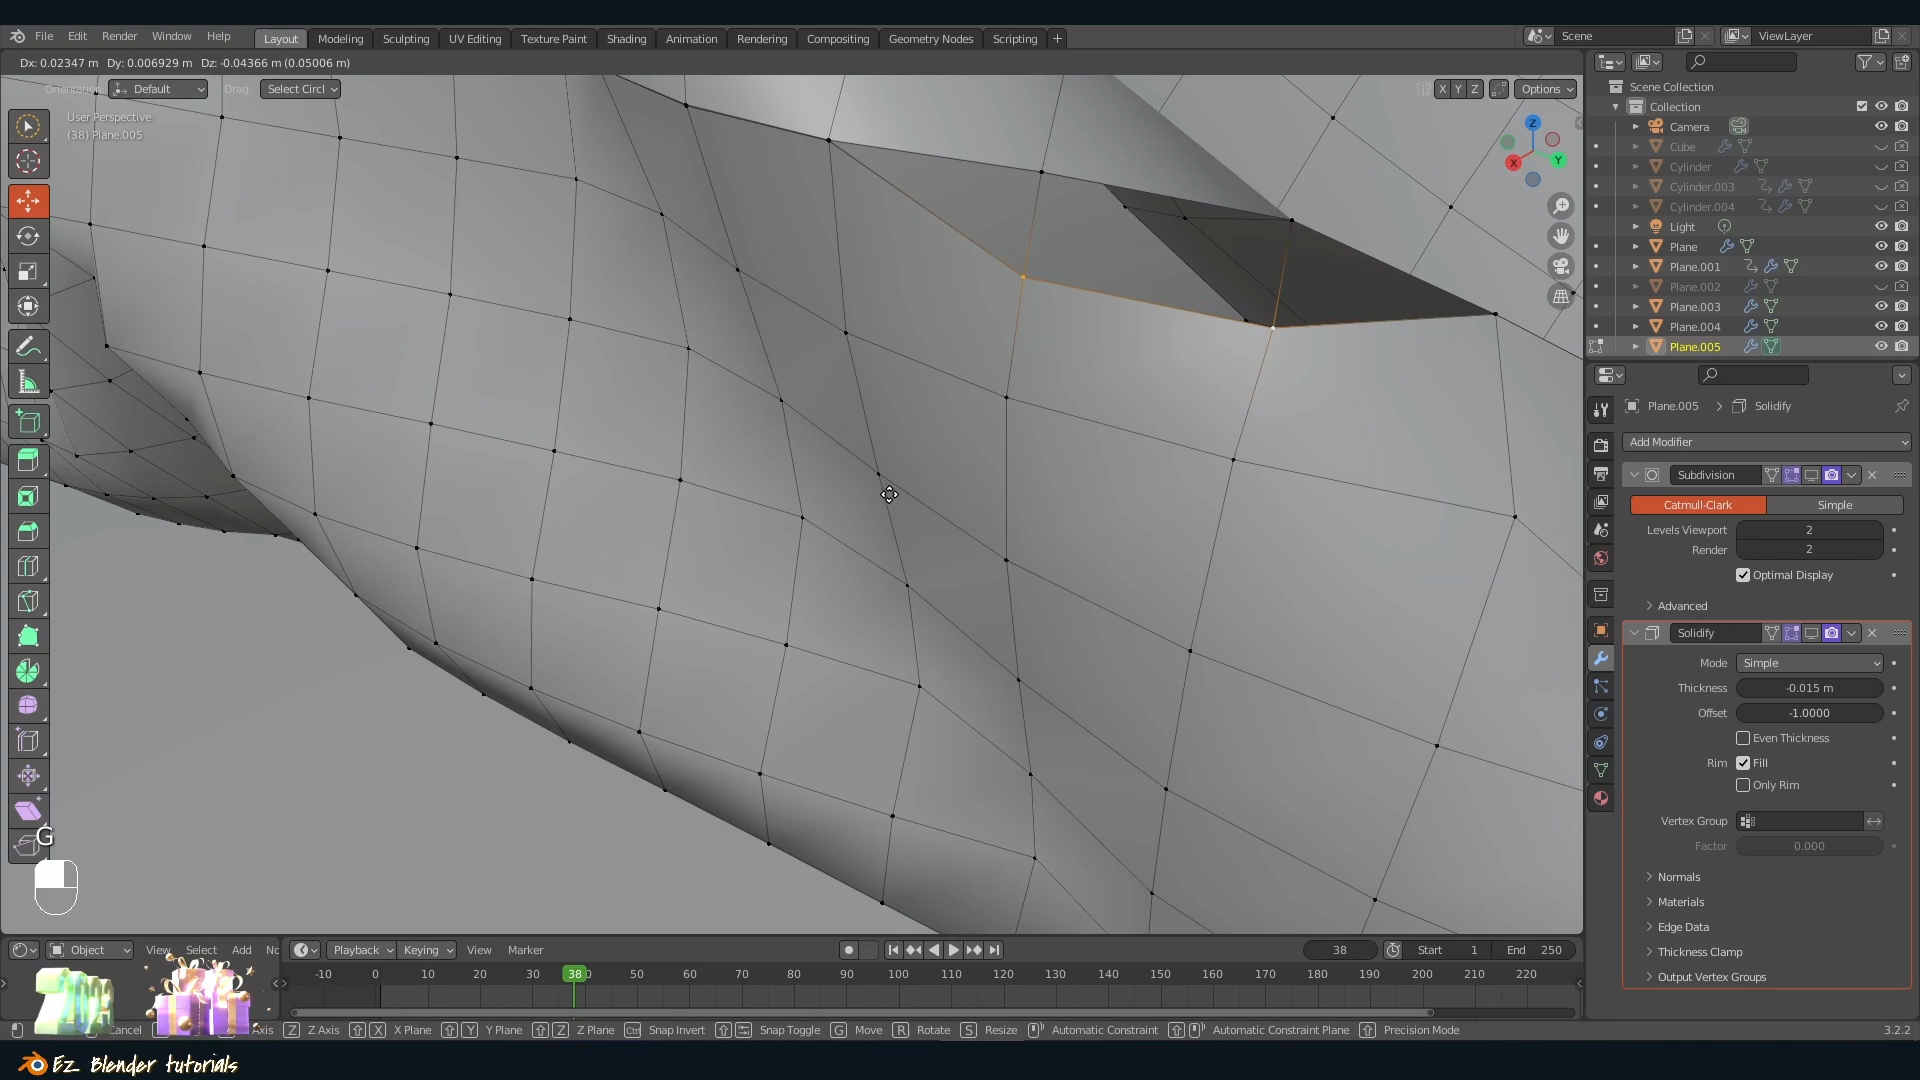 File Edit Render Window Help Layout Modeling Sculpting UV Editing Texture Paint Shading Animation Rendering Compositing Geometry Nodes Scripting + Scene ViewLayer
Dx: 0.02347 m Dy: 0.006929 m Dz: -0.04366 m (0.05006 m)
Orientation: Default Drag: Select Circl X Y Z Options
User Perspective
(38) Plane.005
Z
Y
X
Scene Collection
Collection
Camera
Cube
Cylinder
Cylinder.003
Cylinder.004
Light
Plane
Plane.001
Plane.002
Plane.003
Plane.004
Plane.005
Plane.005 > Solidify
Add Modifier
Subdivision
Catmull-Clark Simple
Levels Viewport 2
Render 2
Optimal Display
Advanced
Solidify
Mode Simple
Thickness -0.015 m
Offset -1.0000
Even Thickness
Rim Fill
Only Rim
Vertex Group
Factor 0.000
Normals
Materials
Edge Data
Thickness Clamp
Output Vertex Groups
G
Object View Select Add Playback Keying View Marker 38 Start 1 End 250
-10 0 10 20 30 38 50 60 70 80 90 100 110 120 130 140 150 160 170 180 190 200 210 220
Cancel Axis Z Z Axis X X Plane Y Y Plane Z Z Plane Ctrl Snap Invert Snap Toggle G Move R Rotate S Resize Automatic Constraint Automatic Constraint Plane Precision Mode 3.2.2
Ez Blender tutorials